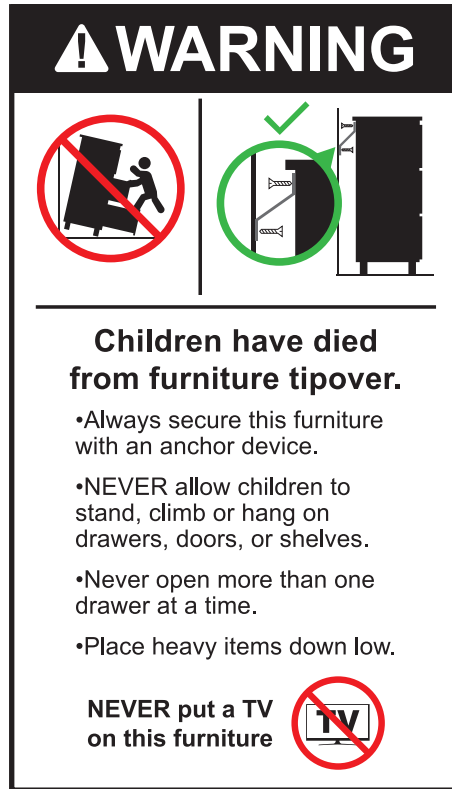 WARNING
Children have died
from furniture tipover.
•Always secure this furniture
with an anchor device.
•NEVER allow children to
stand, climb or hang on
drawers, doors, or shelves.
•Never open more than one
drawer at a time.
•Place heavy items down low.
NEVER put a TV
on this furniture
TV